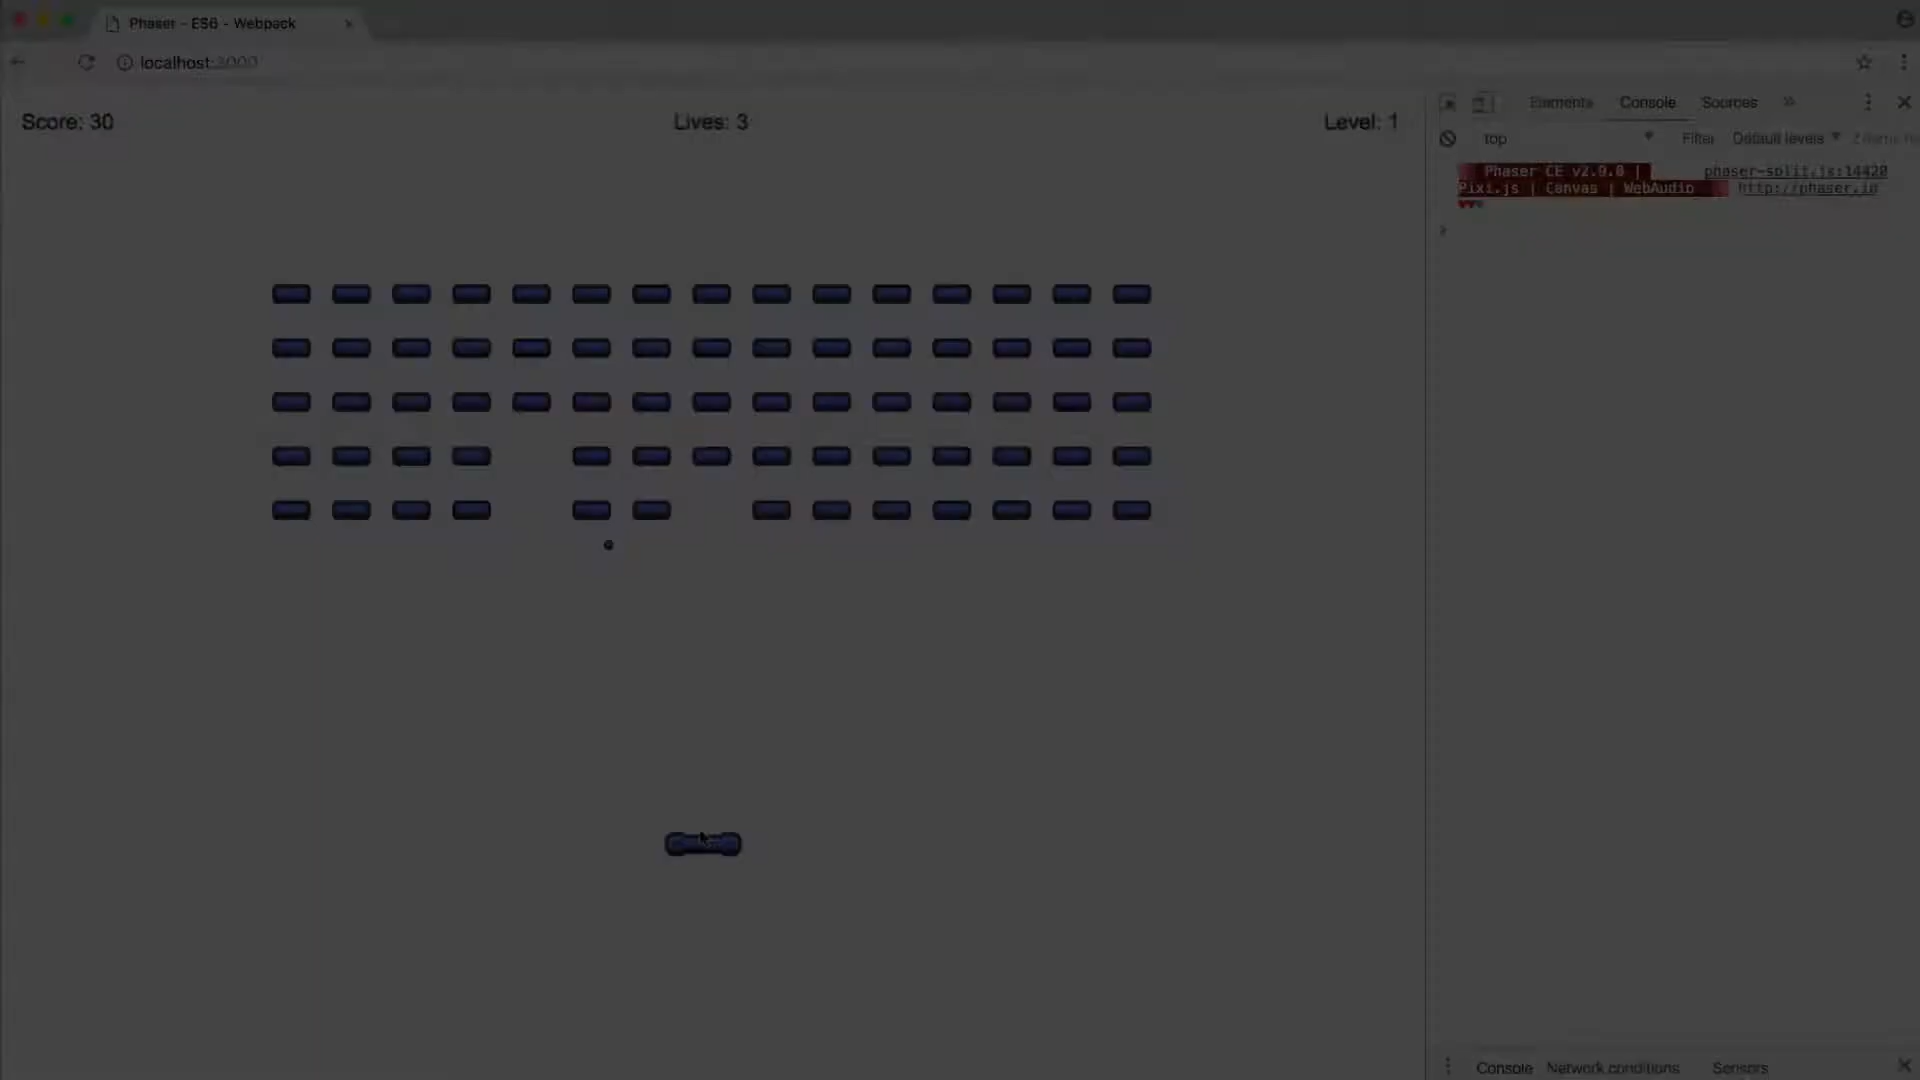 Phaser - ES6 - Webpack
localhost:3000
Score: 30
Lives: 3
Level: 1
Elements Console Sources
top Filter Default levels
Phaser CE v2.9.0 | phaser-split.js:14420
Pixi.js | Canvas | WebAudio http://phaser.io
Console Network conditions Sensors